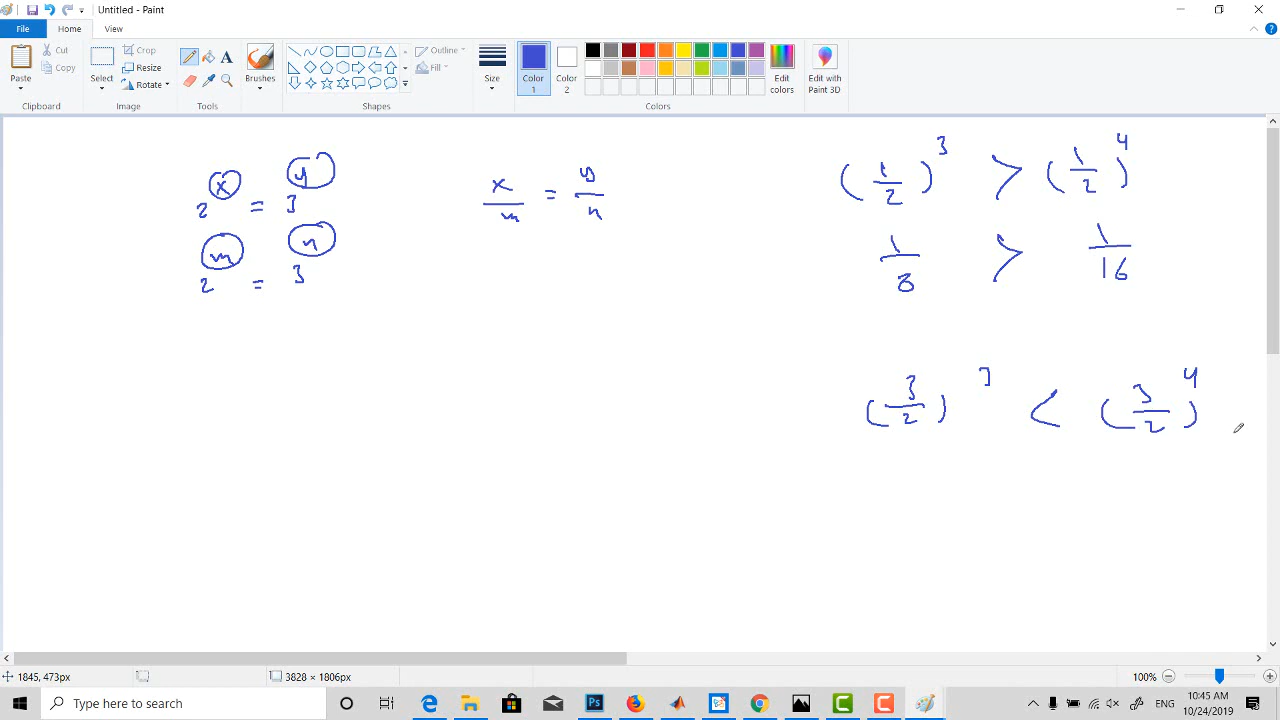 Untitled - Paint
File Home View
Paste Cut Copy
Select Crop Resize Rotate
Brushes
Outline Fill
Size
Color 1
Color 2
Edit colors
Edit with Paint 3D
Clipboard Image Tools Shapes Colors
2^x = 3^y
2^m = 3^n
x/m = y/n
(1/2)^3 > (1/2)^4
1/8 > 1/16
(3/2)^3 < (3/2)^4
1845, 473px
3828 × 1806px
100%
Type here to search
ENG
10:45 AM
10/24/2019